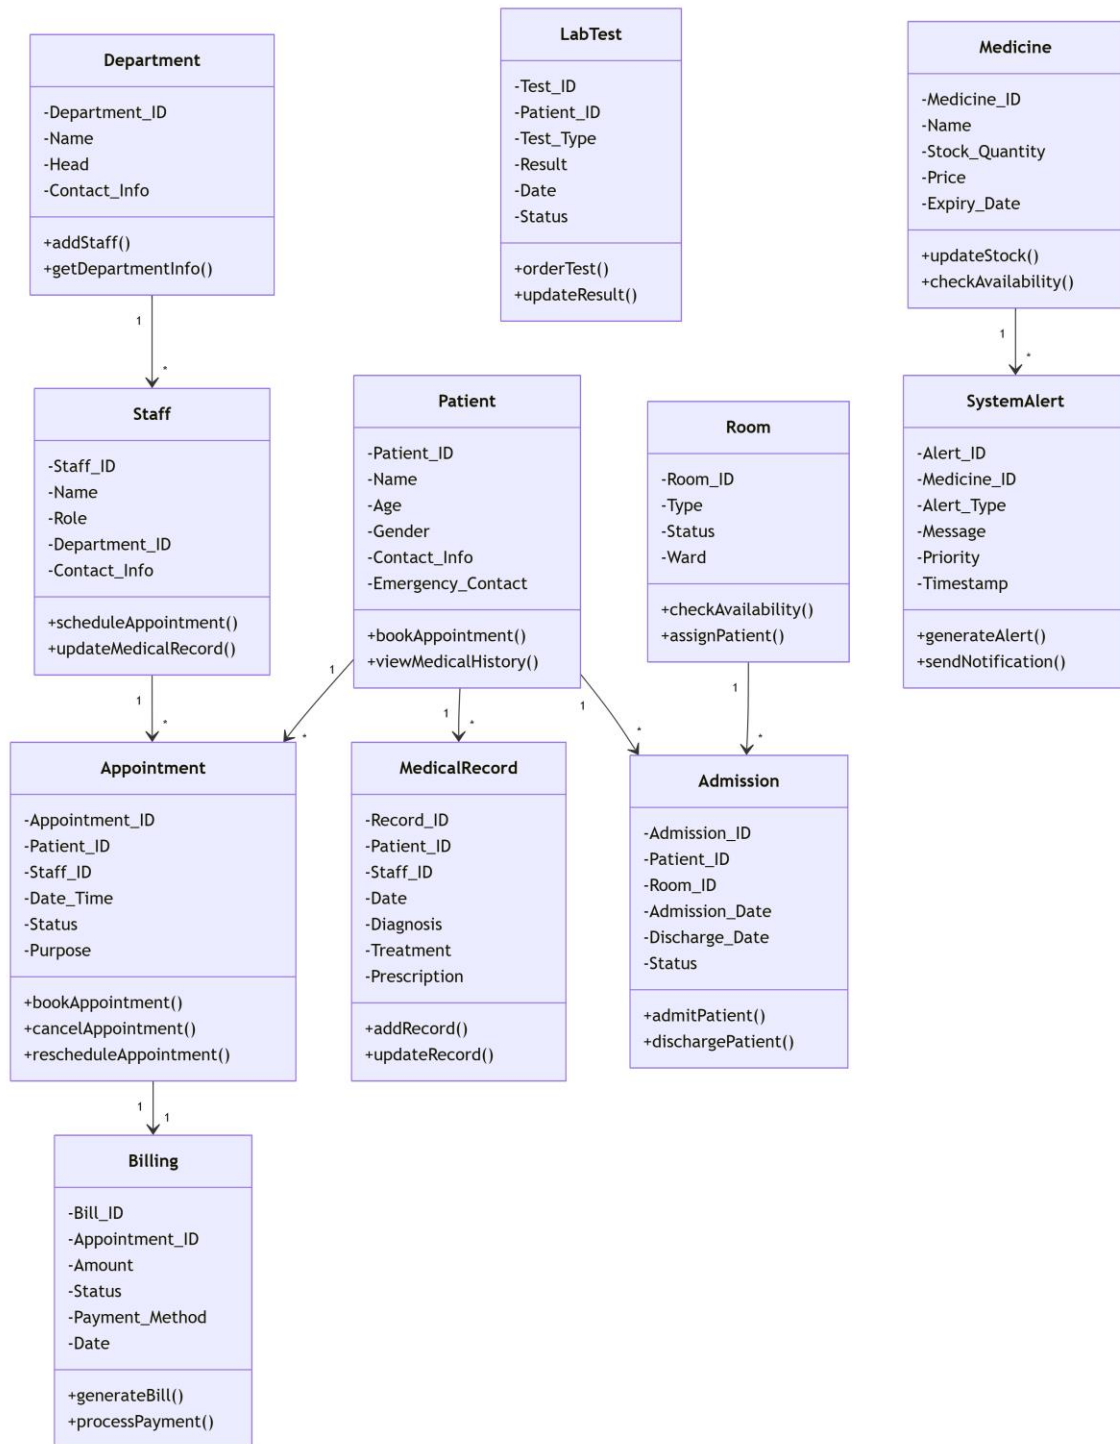 Department
-Department_ID
-Name
-Head
-Contact_Info
+addStaff()
+getDepartmentInfo()
LabTest
-Test_ID
-Patient_ID
-Test_Type
-Result
-Date
-Status
+orderTest()
+updateResult()
Medicine
-Medicine_ID
-Name
-Stock_Quantity
-Price
-Expiry_Date
+updateStock()
+checkAvailability()
1
*
1
*
Staff
-Staff_ID
-Name
-Role
-Department_ID
-Contact_Info
+scheduleAppointment()
+updateMedicalRecord()
Patient
-Patient_ID
-Name
-Age
-Gender
-Contact_Info
-Emergency_Contact
+bookAppointment()
+viewMedicalHistory()
Room
-Room_ID
-Type
-Status
-Ward
+checkAvailability()
+assignPatient()
SystemAlert
-Alert_ID
-Medicine_ID
-Alert_Type
-Message
-Priority
-Timestamp
+generateAlert()
+sendNotification()
1
*
1
*
1
*
1
*
1
*
Appointment
-Appointment_ID
-Patient_ID
-Staff_ID
-Date_Time
-Status
-Purpose
+bookAppointment()
+cancelAppointment()
+rescheduleAppointment()
MedicalRecord
-Record_ID
-Patient_ID
-Staff_ID
-Date
-Diagnosis
-Treatment
-Prescription
+addRecord()
+updateRecord()
Admission
-Admission_ID
-Patient_ID
-Room_ID
-Admission_Date
-Discharge_Date
-Status
+admitPatient()
+dischargePatient()
1
1
Billing
-Bill_ID
-Appointment_ID
-Amount
-Status
-Payment_Method
-Date
+generateBill()
+processPayment()